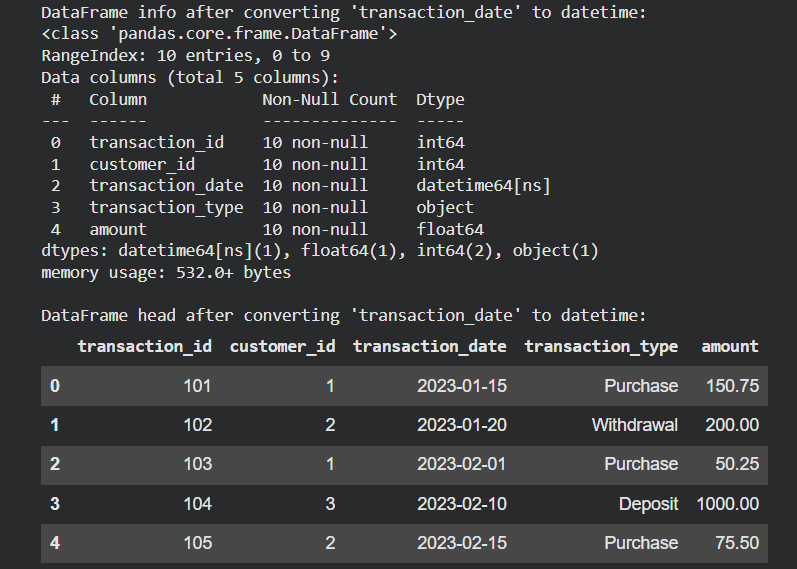 DataFrame info after converting 'transaction_date' to datetime:
<class 'pandas.core.frame.DataFrame'>
RangeIndex: 10 entries, 0 to 9
Data columns (total 5 columns):
 #   Column            Non-Null Count  Dtype
---  ------            --------------  -----
 0   transaction_id    10 non-null     int64
 1   customer_id       10 non-null     int64
 2   transaction_date  10 non-null     datetime64[ns]
 3   transaction_type  10 non-null     object
 4   amount            10 non-null     float64
dtypes: datetime64[ns](1), float64(1), int64(2), object(1)
memory usage: 532.0+ bytes
DataFrame head after converting 'transaction_date' to datetime:
transaction_id customer_id transaction_date transaction_type amount
0 101 1 2023-01-15 Purchase 150.75
1 102 2 2023-01-20 Withdrawal 200.00
2 103 1 2023-02-01 Purchase 50.25
3 104 3 2023-02-10 Deposit 1000.00
4 105 2 2023-02-15 Purchase 75.50